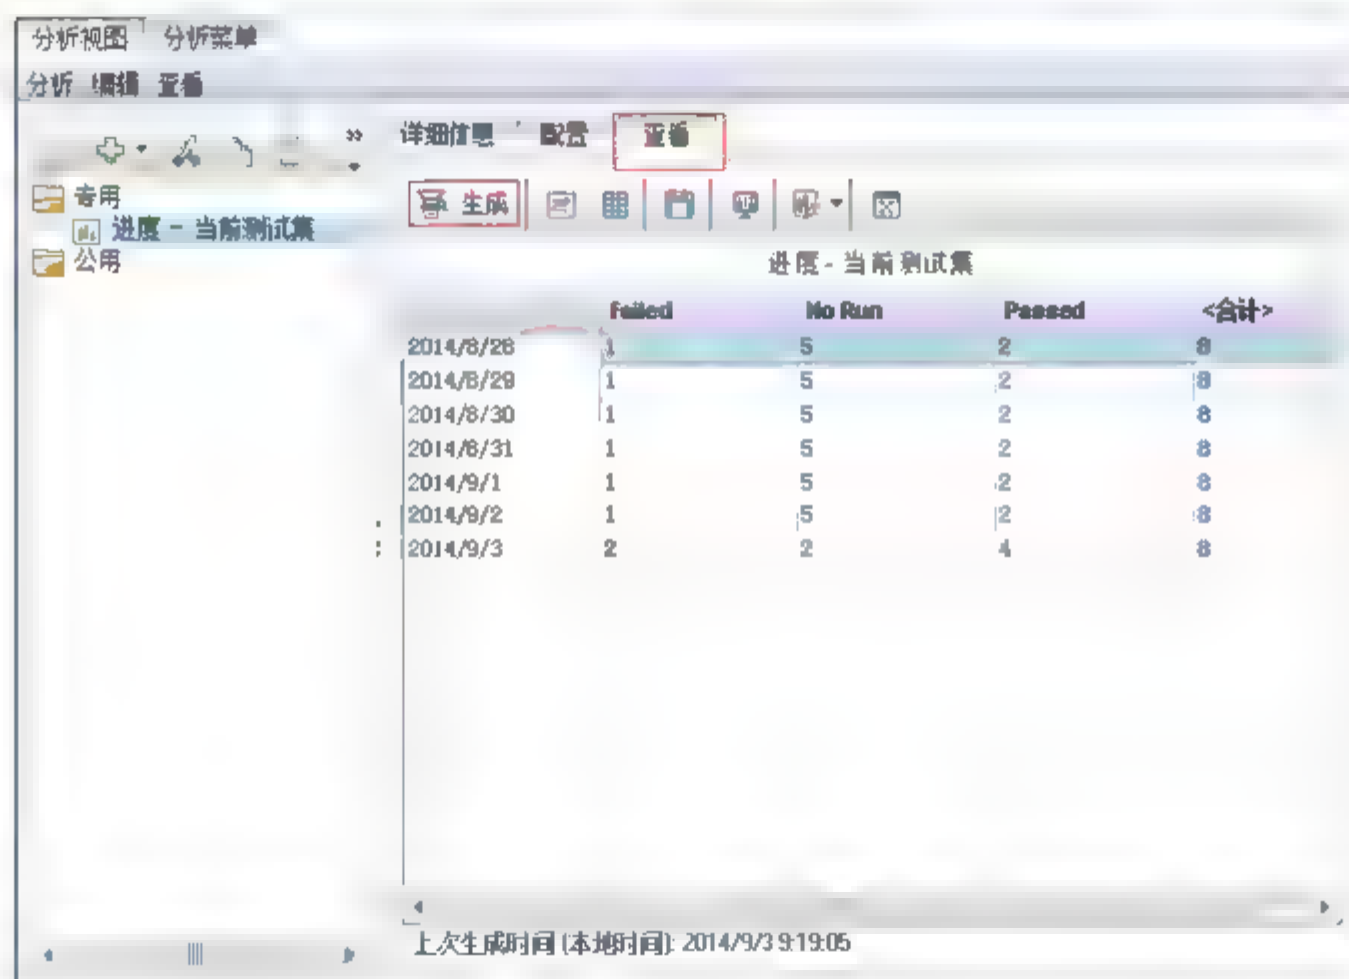 分析视图 分析菜单
分析 编辑 查看
» 详细信息 配置 查看
专用
生成
进度 - 当前测试集
公用
进度 - 当前测试集
Failed No Run Passed <合计>
2014/8/28 1 5 2 8
2014/8/29 1 5 2 8
2014/8/30 1 5 2 8
2014/8/31 1 5 2 8
2014/9/1 1 5 2 8
2014/9/2 1 5 2 8
2014/9/3 2 2 4 8
上次生成时间 (本地时间): 2014/9/3 9:19:05